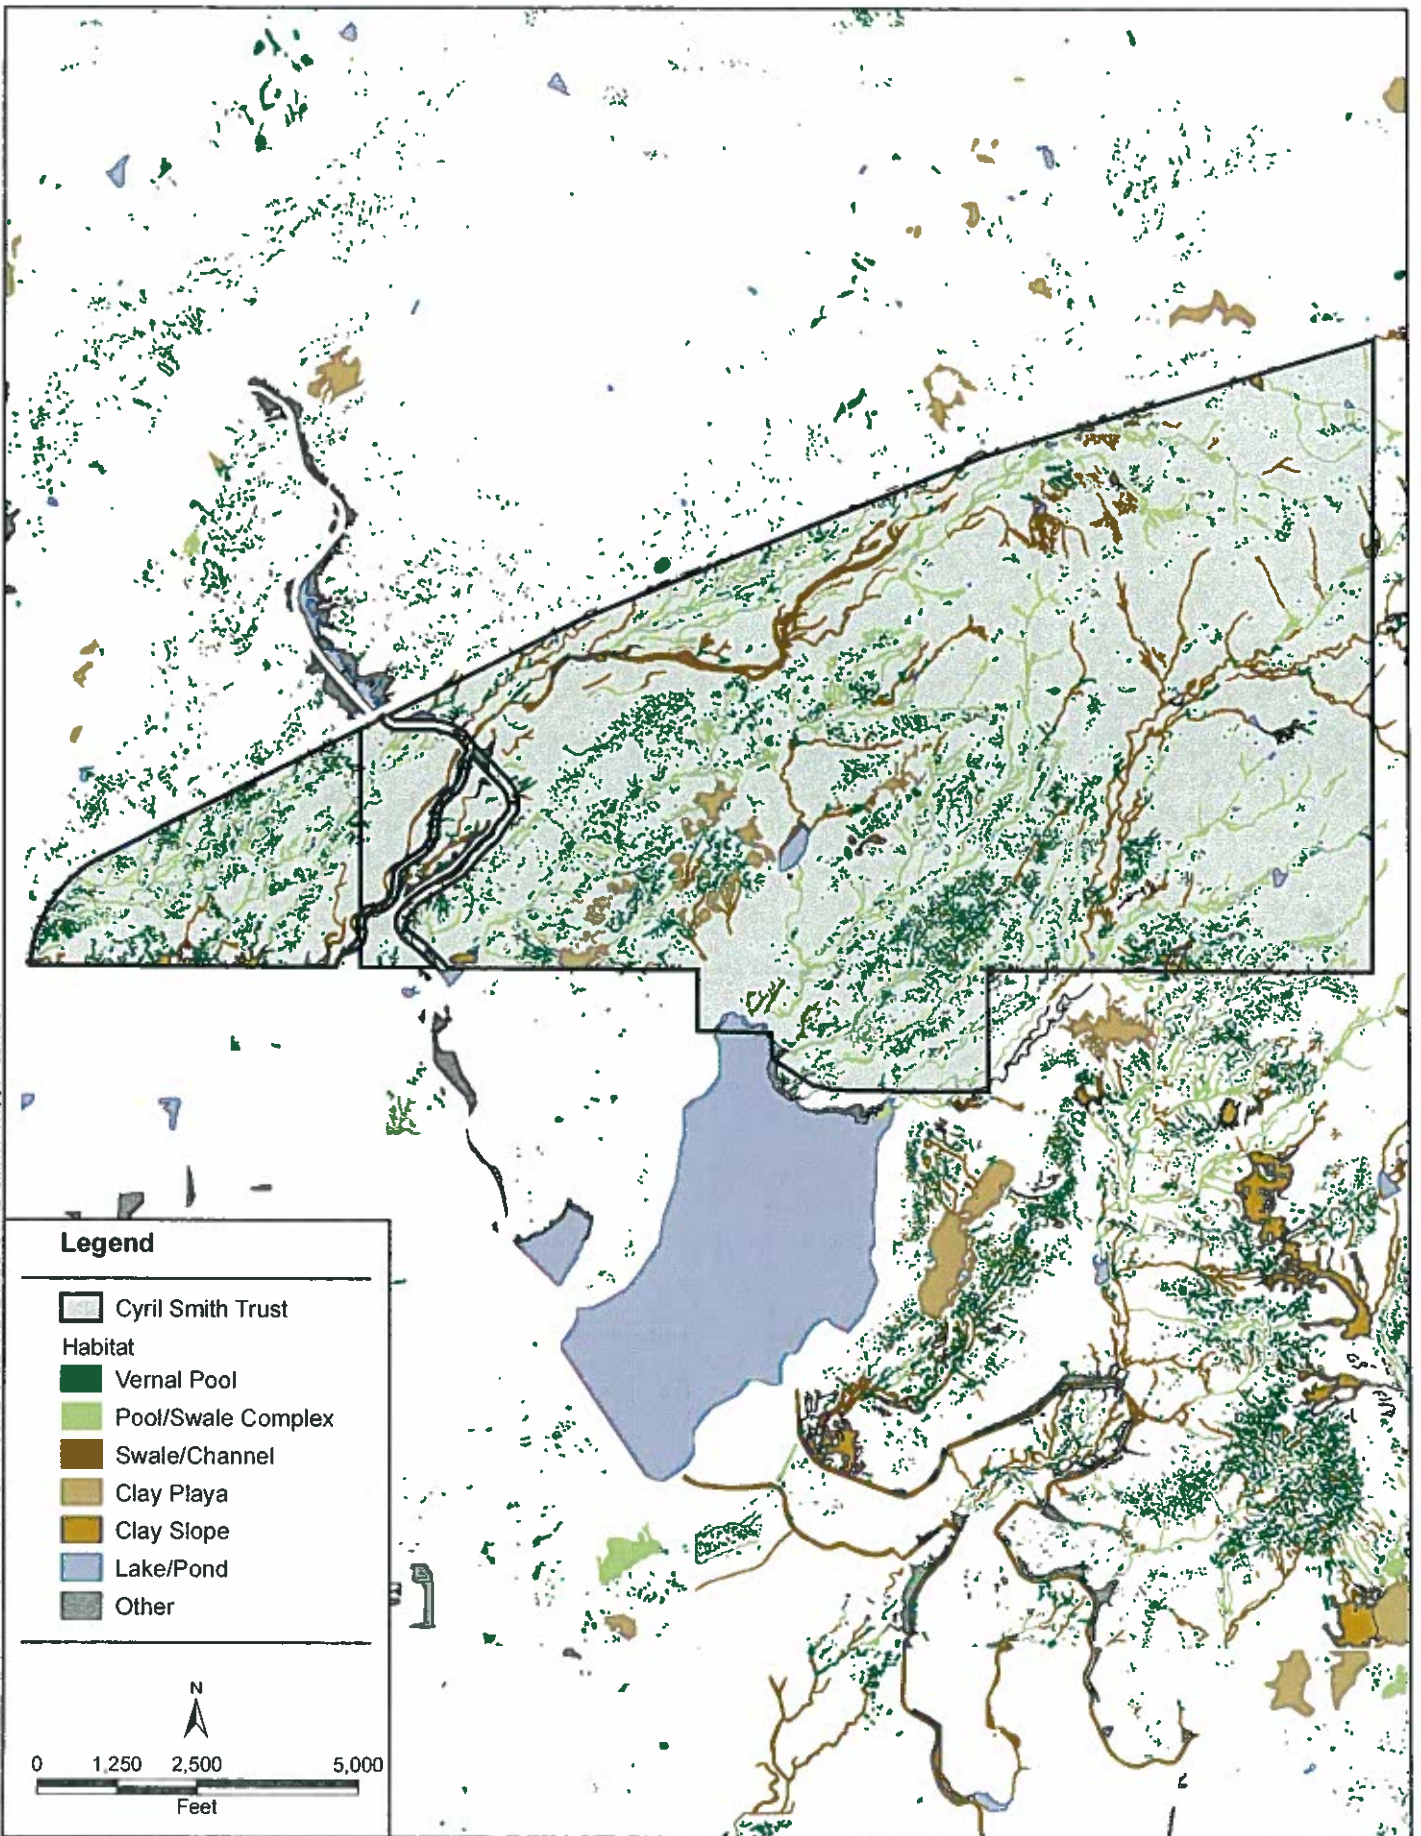 Legend
Cyril Smith Trust
Habitat
Vernal Pool
Pool/Swale Complex
Swale/Channel
Clay Playa
Clay Slope
Lake/Pond
Other
N
0 1,250 2,500 5,000
Feet